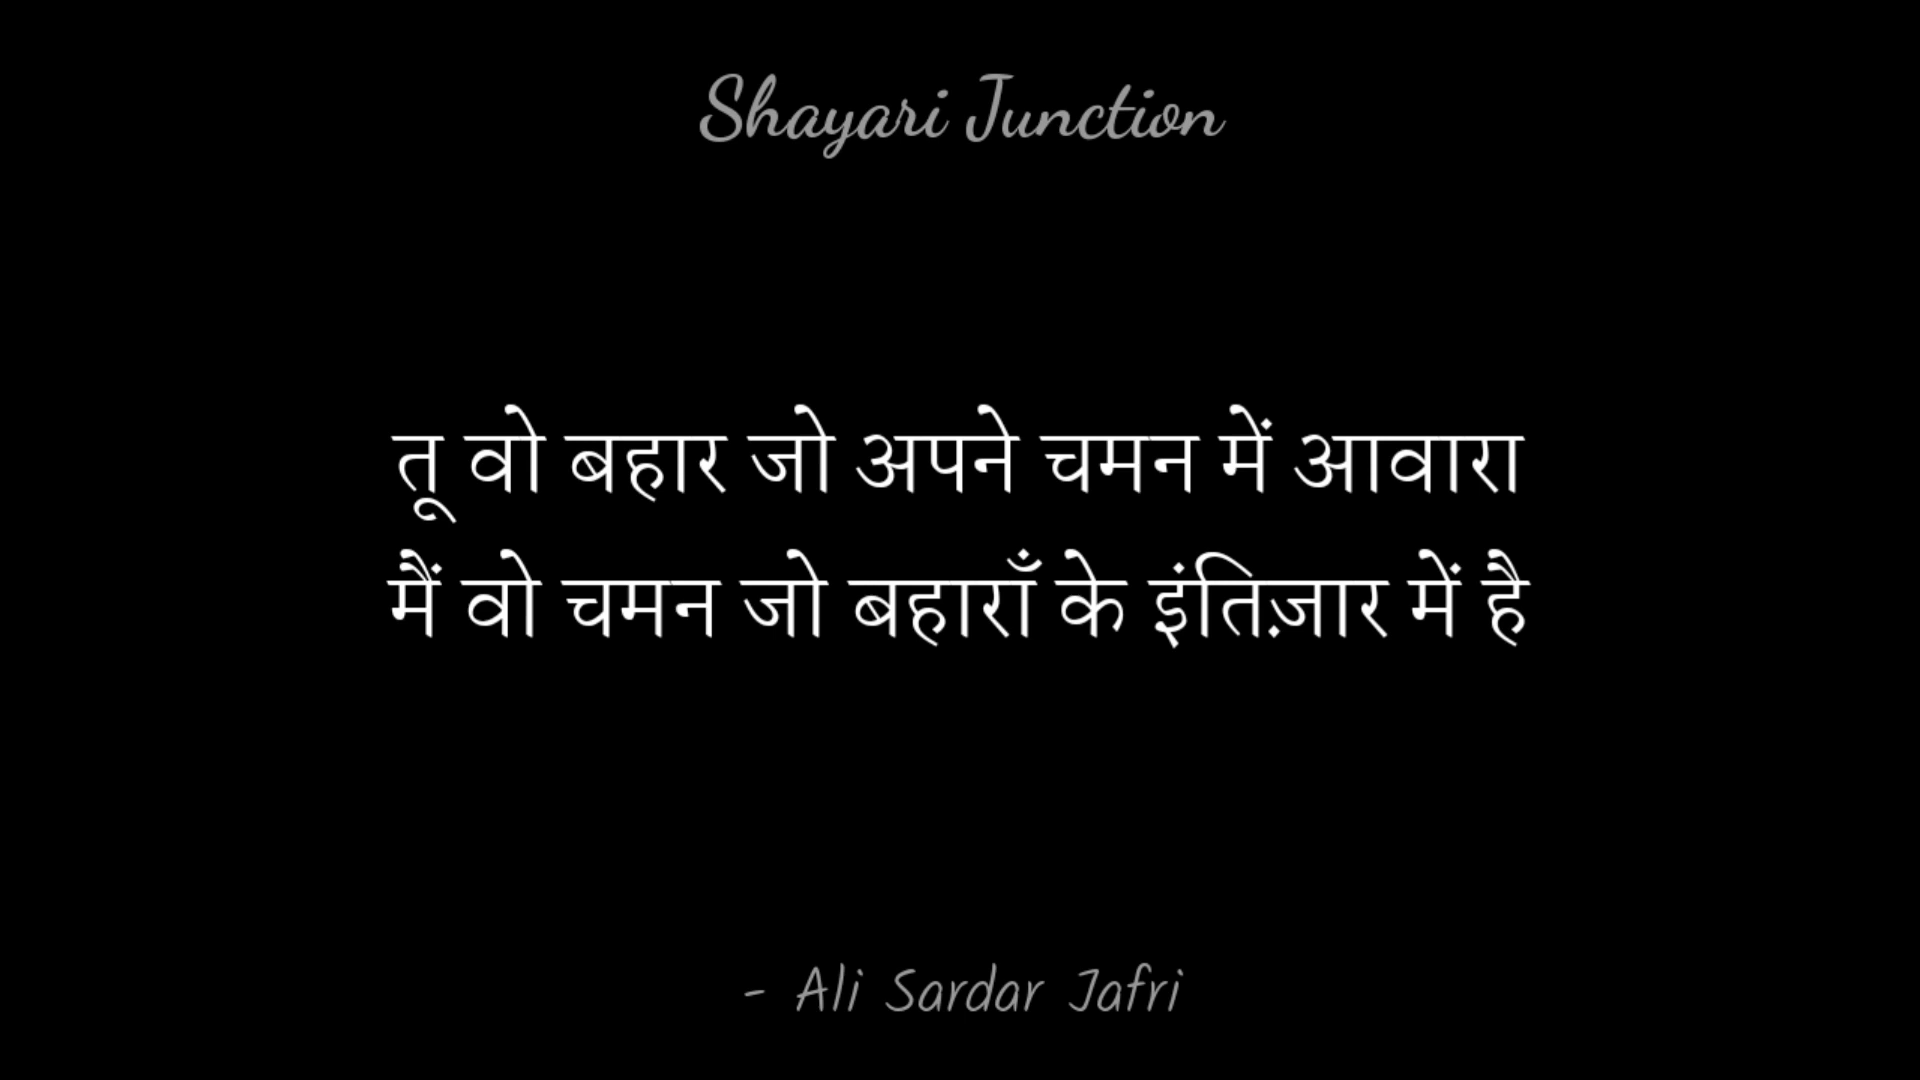 Shayari Junction
तू वो बहार जो अपने चमन में आवारा
मैं वो चमन जो बहाराँ के इंतिज़ार में है
- Ali Sardar Jafri